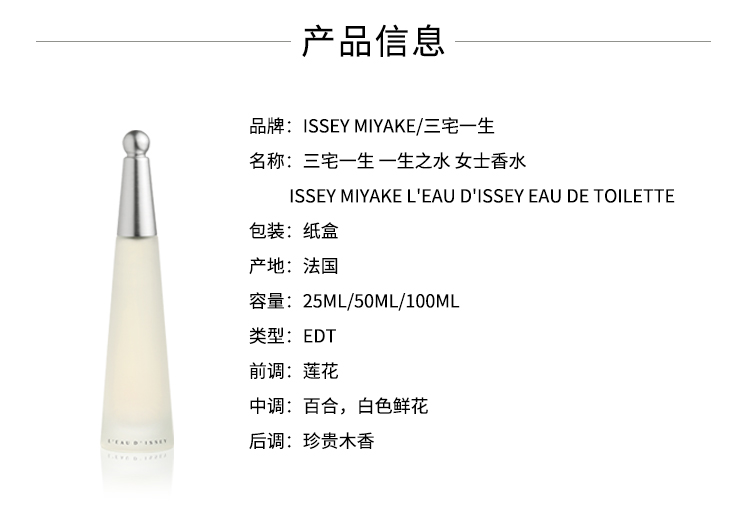 产品信息
品牌：ISSEY MIYAKE/三宅一生
名称：三宅一生 一生之水 女士香水
ISSEY MIYAKE L'EAU D'ISSEY EAU DE TOILETTE
包装：纸盒
产地：法国
容量：25ML/50ML/100ML
类型：EDT
前调：莲花
中调：百合，白色鲜花
后调：珍贵木香
L'EAU D'ISSEY